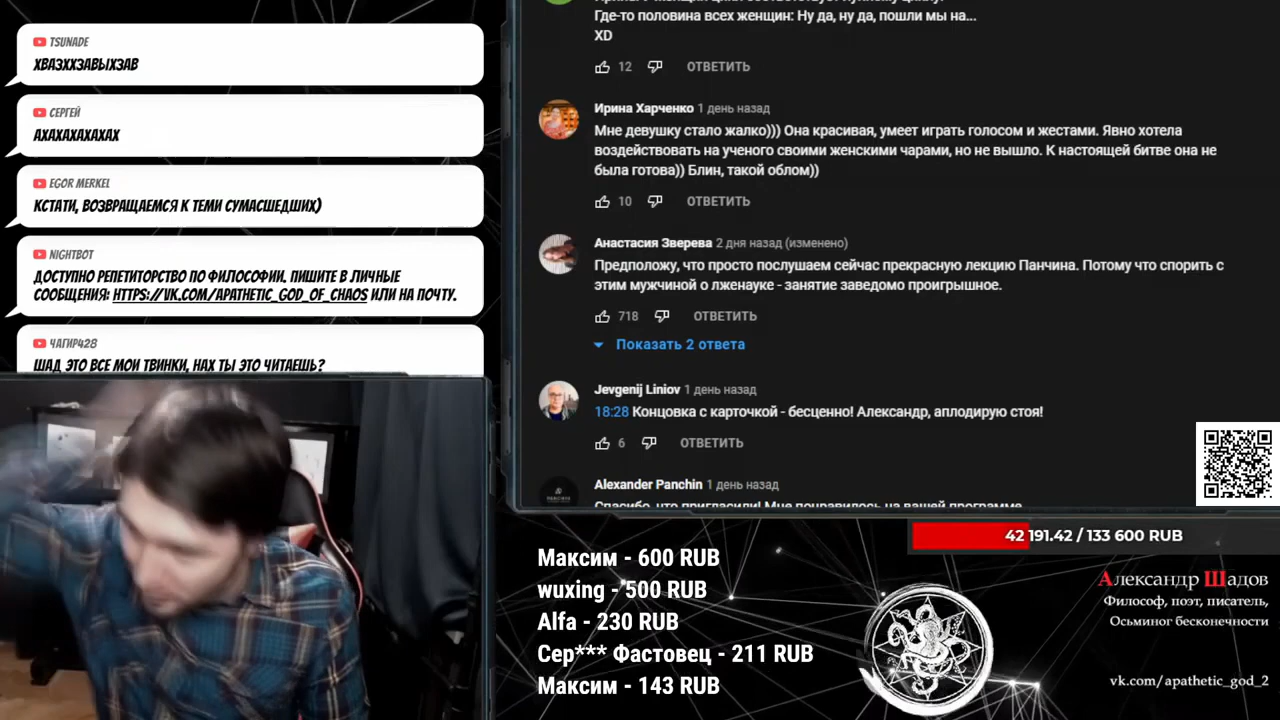 TSUNADE
ХВАЗХХЗАВЫХЗАВ
СЕРГЕЙ
АХАХАХАХАХАХ
EGOR MERKEL
КСТАТИ, ВОЗВРАЩАЕМСЯ К ТЕМИ СУМАСШЕДШИХ)
NIGHTBOT
ДОСТУПНО РЕПЕТИТОРСТВО ПО ФИЛОСОФИИ. ПИШИТЕ В ЛИЧНЫЕ
СООБЩЕНИЯ: HTTPS://VK.COM/APATHETIC_GOD_OF_CHAOS ИЛИ НА ПОЧТУ.
ЧАГИР428
ШАД ЭТО ВСЕ МОИ ТВИНКИ, НАХ ТЫ ЭТО ЧИТАЕШЬ?
Где-то половина всех женщин: Ну да, ну да, пошли мы на...
XD
12
ОТВЕТИТЬ
Ирина Харченко 1 день назад
Мне девушку стало жалко))) Она красивая, умеет играть голосом и жестами. Явно хотела
воздействовать на ученого своими женскими чарами, но не вышло. К настоящей битве она не
была готова)) Блин, такой облом))
10
ОТВЕТИТЬ
Анастасия Зверева 2 дня назад (изменено)
Предположу, что просто послушаем сейчас прекрасную лекцию Панчина. Потому что спорить с
этим мужчиной о лженауке - занятие заведомо проигрышное.
718
ОТВЕТИТЬ
Показать 2 ответа
Jevgenij Liniov 1 день назад
18:28 Концовка с карточкой - бесценно! Александр, аплодирую стоя!
6
ОТВЕТИТЬ
Alexander Panchin 1 день назад
Спасибо, что пригласили! Мне понравилось на вашей программе
42 191.42 / 133 600 RUB
Максим - 600 RUB
wuxing - 500 RUB
Alfa - 230 RUB
Сер*** Фастовец - 211 RUB
Максим - 143 RUB
Александр Шадов
Философ, поэт, писатель,
Осьминог бесконечности
vk.com/apathetic_god_2